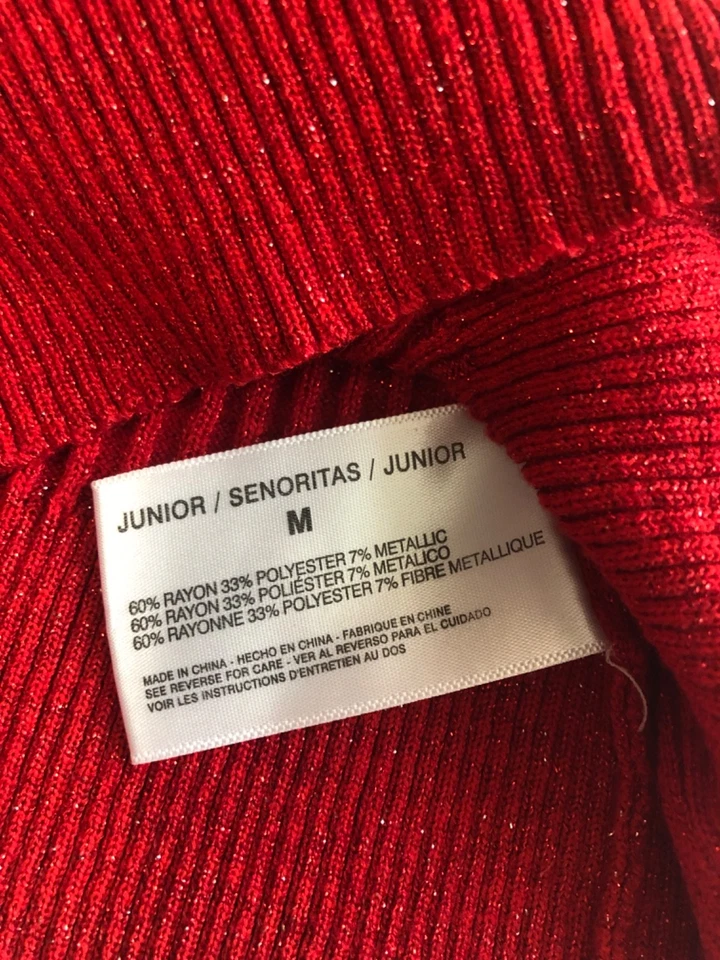 JUNIOR / SENORITAS / JUNIOR
M
60% RAYON 33% POLYESTER 7% METALLIC
60% RAYON 33% POLIÉSTER 7% METALICO
60% RAYONNE 33% POLYESTER 7% FIBRE METALLIQUE
MADE IN CHINA - HECHO EN CHINA - FABRIQUE EN CHINE
SEE REVERSE FOR CARE - VER AL REVERSO PARA EL CUIDADO
VOIR LES INSTRUCTIONS D'ENTRETIEN AU DOS